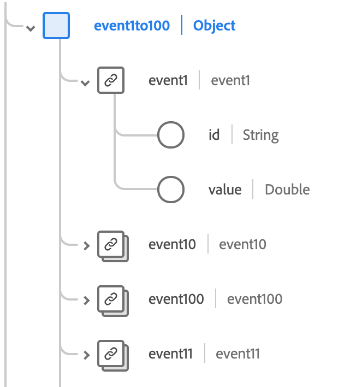 event1to100 | Object
event1 | event1
id | String
value | Double
event10 | event10
event100 | event100
event11 | event11